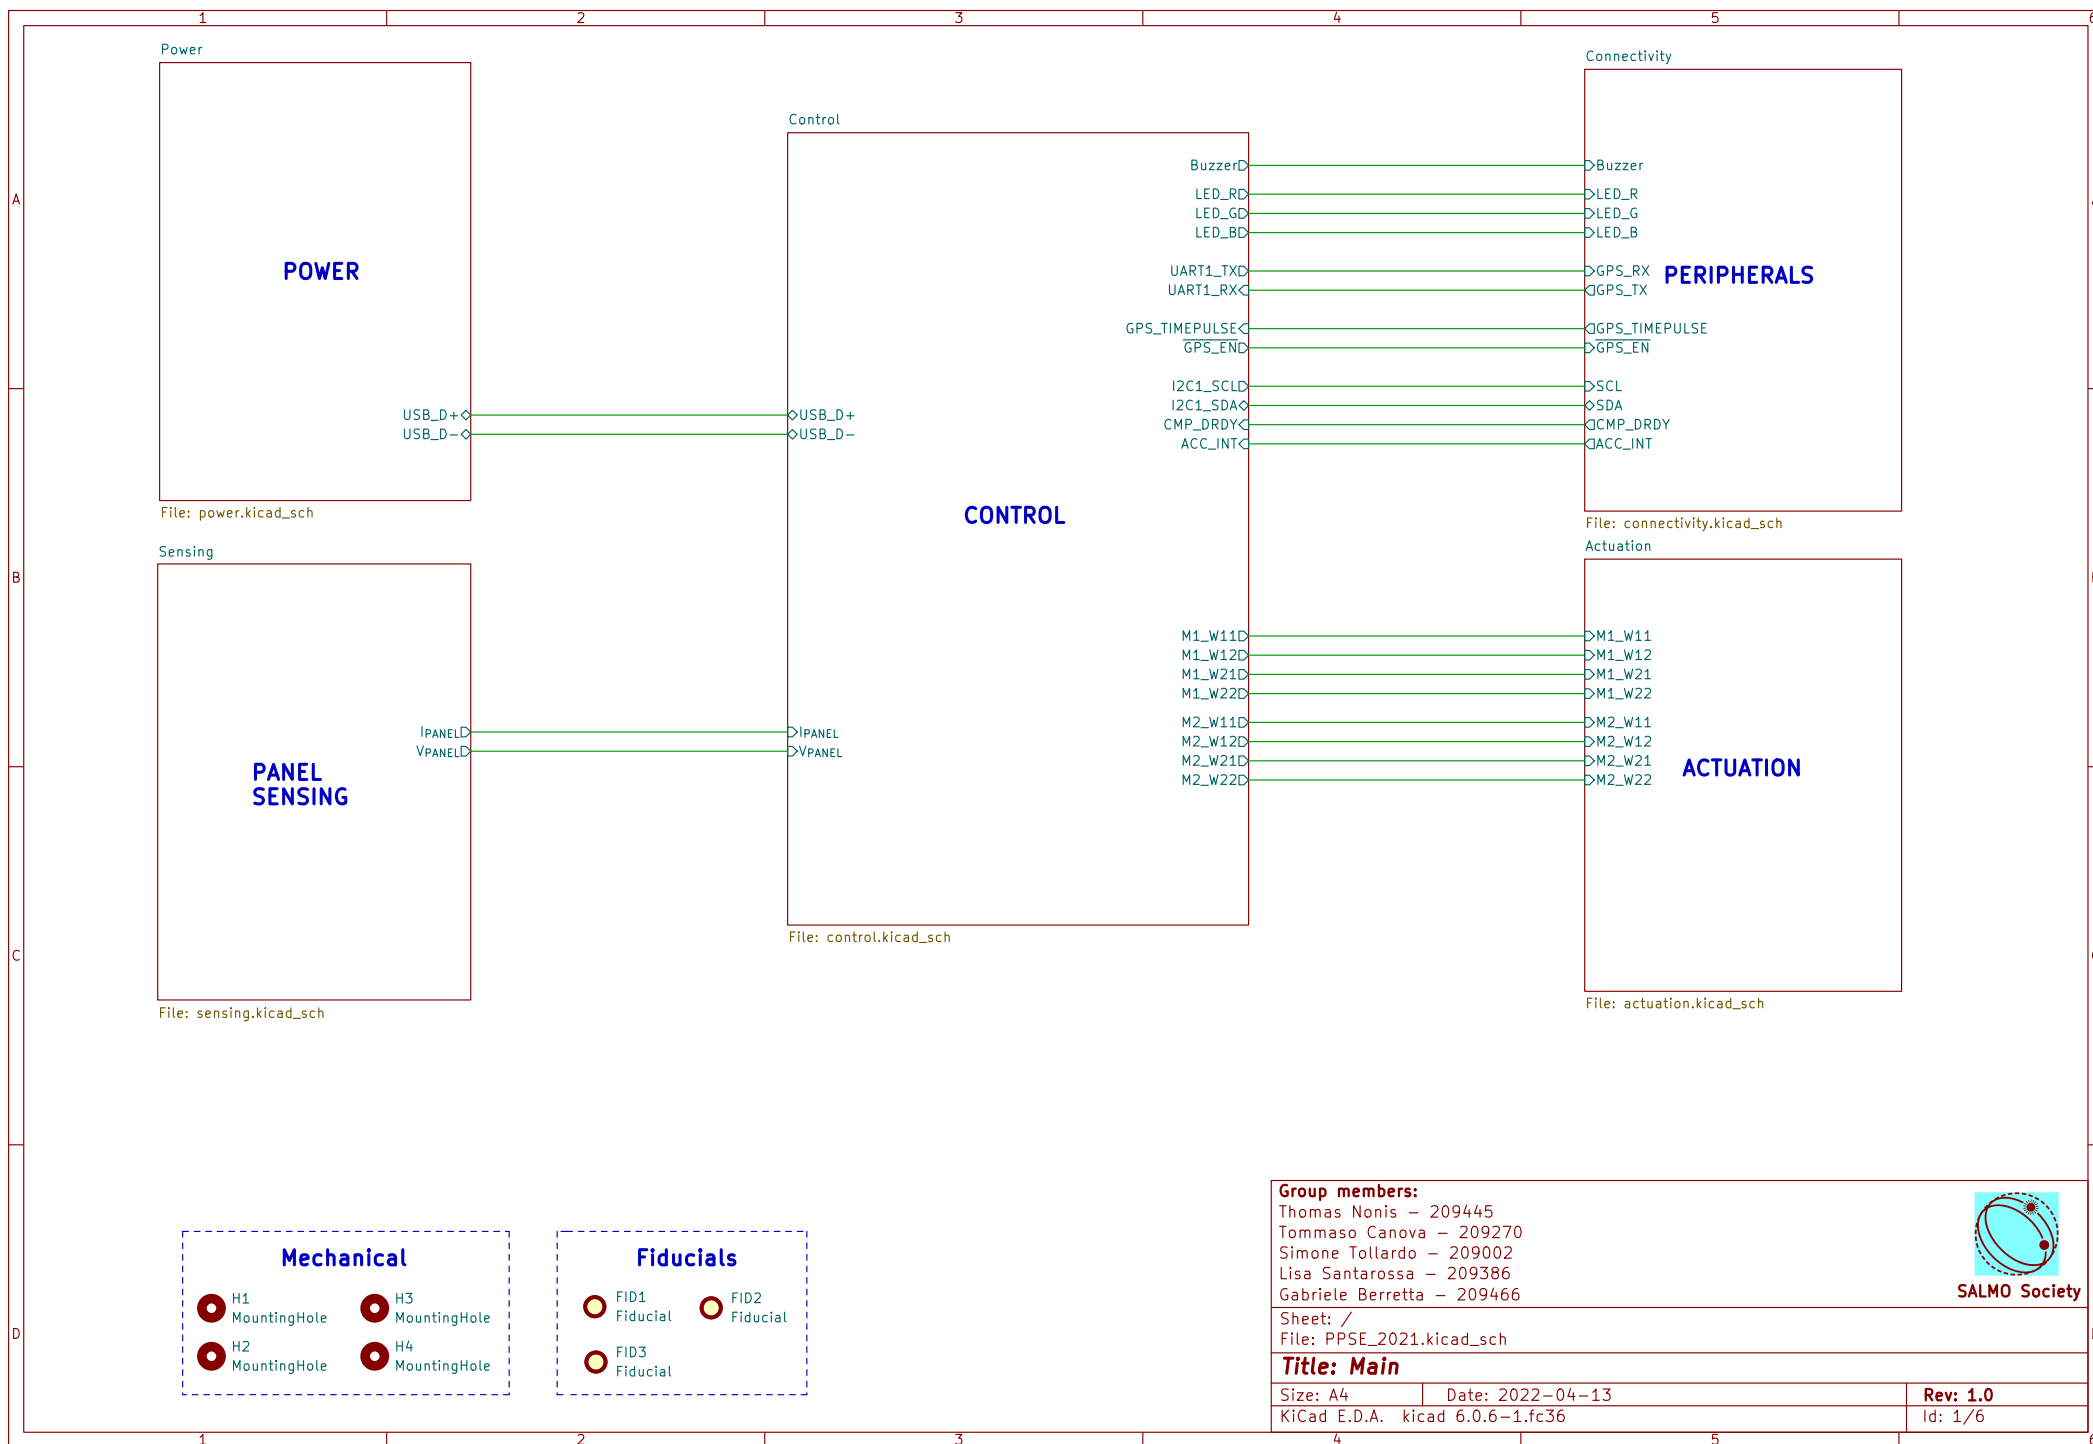 1 2 3 4 5 6
Power
POWER
USB_D+
USB_D-
File: power.kicad_sch
Sensing
IPANEL
VPANEL
PANEL
SENSING
File: sensing.kicad_sch
Control
Buzzer
LED_R
LED_G
LED_B
UART1_TX
UART1_RX
GPS_TIMEPULSE
GPS_EN
I2C1_SCL
I2C1_SDA
CMP_DRDY
ACC_INT
USB_D+
USB_D-
CONTROL
M1_W11
M1_W12
M1_W21
M1_W22
M2_W11
M2_W12
M2_W21
M2_W22
IPANEL
VPANEL
File: control.kicad_sch
Connectivity
Buzzer
LED_R
LED_G
LED_B
GPS_RX
GPS_TX
PERIPHERALS
GPS_TIMEPULSE
GPS_EN
SCL
SDA
CMP_DRDY
ACC_INT
File: connectivity.kicad_sch
Actuation
M1_W11
M1_W12
M1_W21
M1_W22
M2_W11
M2_W12
M2_W21
M2_W22
ACTUATION
File: actuation.kicad_sch
A
B
C
D
Mechanical
H1
MountingHole
H3
MountingHole
H2
MountingHole
H4
MountingHole
Fiducials
FID1
Fiducial
FID2
Fiducial
FID3
Fiducial
Group members:
Thomas Nonis - 209445
Tommaso Canova - 209270
Simone Tollardo - 209002
Lisa Santarossa - 209386
Gabriele Berretta - 209466
SALMO Society
Sheet: /
File: PPSE_2021.kicad_sch
Title: Main
Size: A4 Date: 2022-04-13 Rev: 1.0
KiCad E.D.A. kicad 6.0.6-1.fc36 Id: 1/6
1 2 3 4 5 6